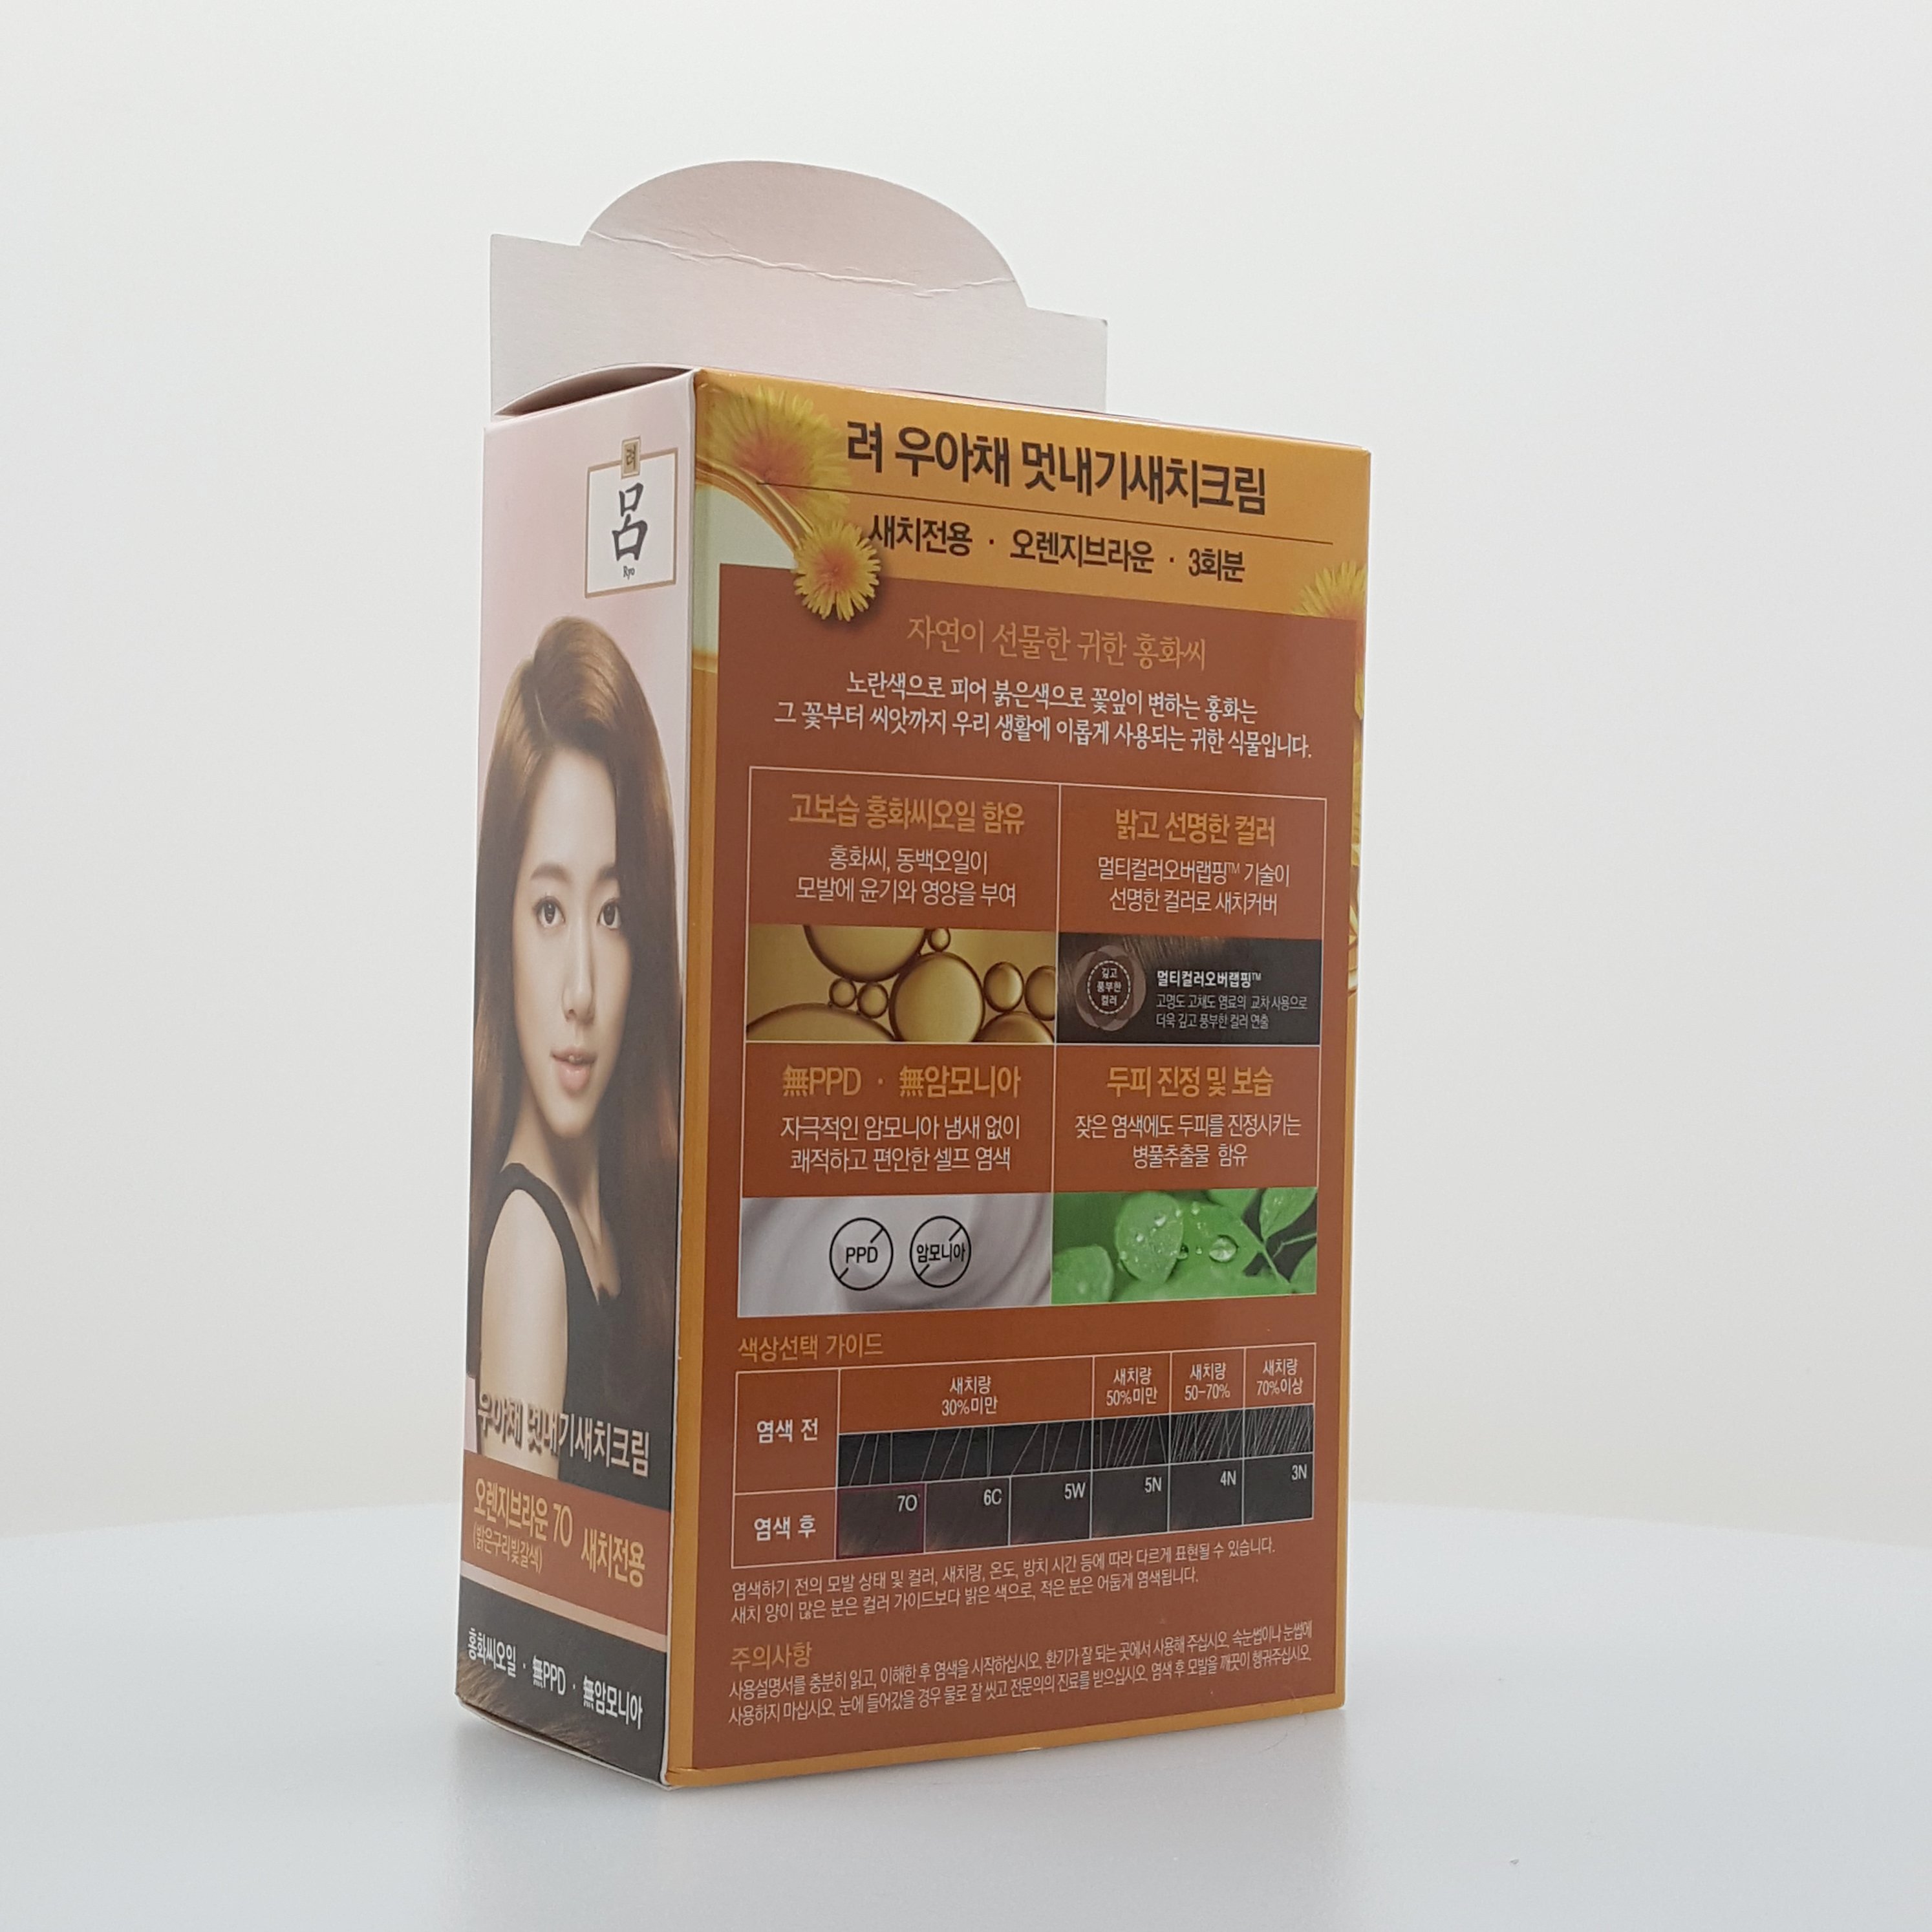 려
呂
Ryo
우아채 멋내기새치크림
오렌지브라운 7O 새치전용
(밝은구리빛갈색)
홍화씨오일 · 無PPD · 無암모니아
려 우아채 멋내기새치크림
새치전용 · 오렌지브라운 · 3회분
자연이 선물한 귀한 홍화씨
노란색으로 피어 붉은색으로 꽃잎이 변하는 홍화는
그 꽃부터 씨앗까지 우리 생활에 이롭게 사용되는 귀한 식물입니다.
고보습 홍화씨오일 함유
홍화씨, 동백오일이
모발에 윤기와 영양을 부여
밝고 선명한 컬러
멀티컬러오버랩핑™ 기술이
선명한 컬러로 새치커버
깊고
풍부한
컬러
멀티컬러오버랩핑™
고명도 고채도 염료의 교차 사용으로
더욱 깊고 풍부한 컬러 연출
無PPD · 無암모니아
자극적인 암모니아 냄새 없이
쾌적하고 편안한 셀프 염색
PPD
암모니아
두피 진정 및 보습
잦은 염색에도 두피를 진정시키는
병풀추출물 함유
색상선택 가이드
염색 전
새치량
30%미만
새치량
50%미만
새치량
50-70%
새치량
70%이상
염색 후
7O
6C
5W
5N
4N
3N
염색하기 전의 모발 상태 및 컬러, 새치량, 온도, 방치 시간 등에 따라 다르게 표현될 수 있습니다.
새치 양이 많은 분은 컬러 가이드보다 밝은 색으로, 적은 분은 어둡게 염색됩니다.
주의사항
사용설명서를 충분히 읽고, 이해한 후 염색을 시작하십시오. 환기가 잘 되는 곳에서 사용해 주십시오. 속눈썹이나 눈썹에
사용하지 마십시오. 눈에 들어갔을 경우 물로 잘 씻고 전문의의 진료를 받으십시오. 염색 후 모발을 깨끗이 헹궈주십시오.